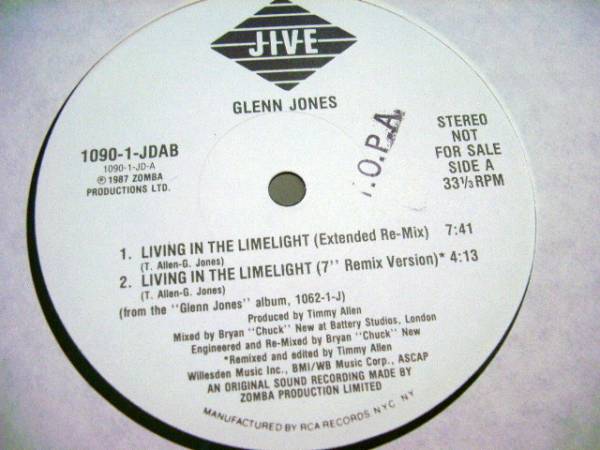 JIVE
GLENN JONES
1090-1-JDAB
1090-1-JD-A
℗1987 ZOMBA
PRODUCTIONS LTD.
.O.P.A.
STEREO
NOT
FOR SALE
SIDE A
33 1/3 RPM
1. LIVING IN THE LIMELIGHT (Extended Re-Mix) 7:41
(T. Allen-G. Jones)
2. LIVING IN THE LIMELIGHT (7'' Remix Version)* 4:13
(T. Allen-G. Jones)
(from the "Glenn Jones" album, 1062-1-J)
Produced by Timmy Allen
Mixed by Bryan "Chuck" New at Battery Studios, London
Engineered and Re-Mixed by Bryan "Chuck" New
*Remixed and edited by Timmy Allen
Willesden Music Inc., BMI/WB Music Corp., ASCAP
AN ORIGINAL SOUND RECORDING MADE BY
ZOMBA PRODUCTION LIMITED
MANUFACTURED BY RCA RECORDS, NYC, NY